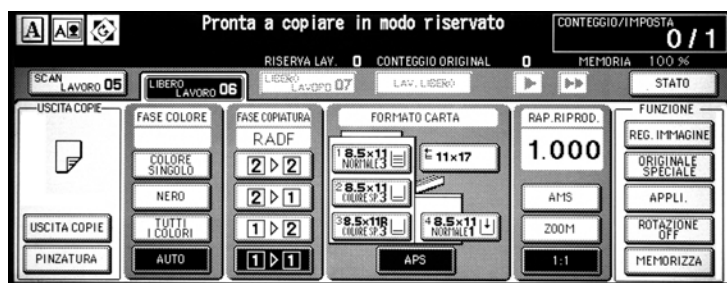 A A
Pronta a copiare in modo riservato
CONTEGGIO/IMPOSTA
0/1
RISERVA LAV. 0 CONTEGGIO ORIGINAL 0 MEMORIA 100 %
SCAN LAVORO 05
LIBERO LAVORO 06
LIBERO LAVORO 07
LAV. LIBERO
STATO
USCITA COPIE
USCITA COPIE
PINZATURA
FASE COLORE
COLORE SINGOLO
NERO
TUTTI I COLORI
AUTO
FASE COPIATURA
RADF
2 ▷ 2
2 ▷ 1
1 ▷ 2
1 ▷ 1
FORMATO CARTA
1 8.5×11
NORMALE 3
11×17
2 8.5×11
COLORE SP.3
3 8.5×11R
COLORE SP.3
4 8.5×11
NORMALE 1
APS
RAP.RIPROD.
1.000
AMS
ZOOM
1:1
FUNZIONE
REG. IMMAGINE
ORIGINALE SPECIALE
APPLI.
ROTAZIONE OFF
MEMORIZZA